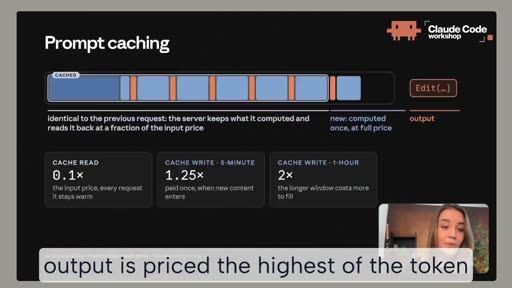 Prompt caching
Claude Code
workshop
CACHED
Edit(…)
identical to the previous request: the server keeps what it computed and
reads it back at a fraction of the input price
new: computed
once, at full price
output
CACHE READ
0.1×
the input price, every request
it stays warm
CACHE WRITE · 5-MINUTE
1.25×
paid once, when new content
enters
CACHE WRITE · 1-HOUR
2×
the longer window costs more
to fill
output is priced the highest of the token